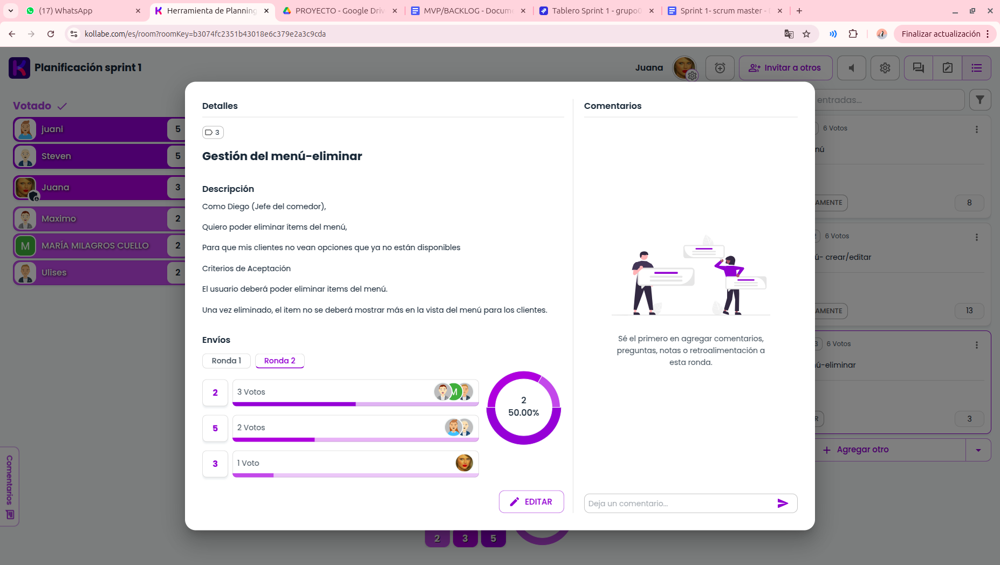 (17) WhatsApp
Herramienta de Planning
PROYECTO - Google Driv
MVP/BACKLOG - Docume
Tablero Sprint 1 - grupo0
Sprint 1- scrum master - D
kollabe.com/es/room?roomKey=b3074fc2351b43018e6c379e2a3c9cda
Finalizar actualización
Planificación sprint 1
Juana
Invitar a otros
Votado
juani 5
Steven 5
Juana 3
Maximo 2
M MARÍA MILAGROS CUELLO 2
Ulises 2
Comentarios
Detalles
3
Gestión del menú-eliminar
Descripción
Como Diego (Jefe del comedor),
Quiero poder eliminar ítems del menú,
Para que mis clientes no vean opciones que ya no están disponibles
Criterios de Aceptación
El usuario deberá poder eliminar items del menú.
Una vez eliminado, el item no se deberá mostrar más en la vista del menú para los clientes.
Envíos
Ronda 1
Ronda 2
2
3 Votos
M
5
2 Votos
3
1 Voto
2
50.00%
EDITAR
Comentarios
Sé el primero en agregar comentarios,
preguntas, notas o retroalimentación a
esta ronda.
Deja un comentario...
entradas...
6 Votos
nú
AMENTE
8
2
6 Votos
ú- crear/editar
AMENTE
13
3
6 Votos
nú-eliminar
R
3
Agregar otro
2
3
5